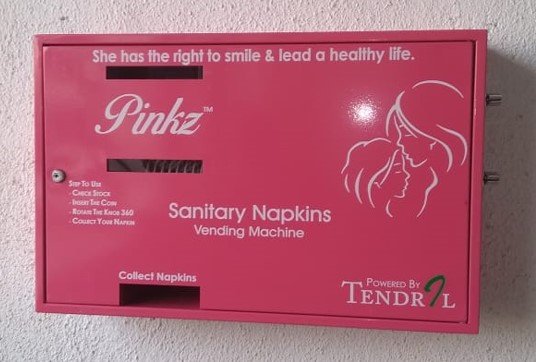 She has the right to smile & lead a healthy life.
Pinkz™
Step To Use
- Check Stock
- Insert The Coin
- Rotate The Knob 360
- Collect Your Napkin
Sanitary Napkins
Vending Machine
Collect Napkins
Powered By
TENDRIL